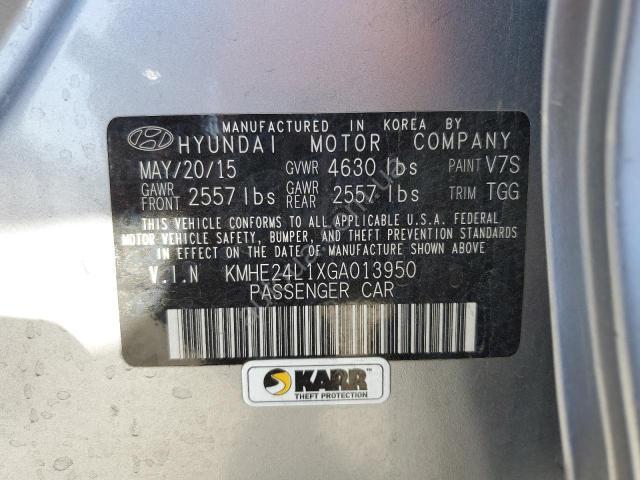 MANUFACTURED IN KOREA BY
HYUNDAI MOTOR COMPANY
MAY/20/15 GVWR 4630 lbs PAINT V7S
GAWR FRONT 2557 lbs GAWR REAR 2557 lbs TRIM TGG
THIS VEHICLE CONFORMS TO ALL APPLICABLE U.S.A. FEDERAL
MOTOR VEHICLE SAFETY, BUMPER, AND THEFT PREVENTION STANDARDS
IN EFFECT ON THE DATE OF MANUFACTURE SHOWN ABOVE.
V.I.N KMHE24L1XGA013950
PASSENGER CAR
KARR
THEFT PROTECTION